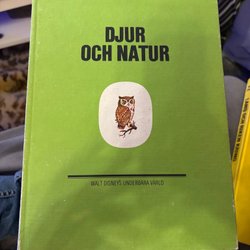 DJUR
OCH NATUR
WALT DISNEYS UNDERBARA VÄRLD